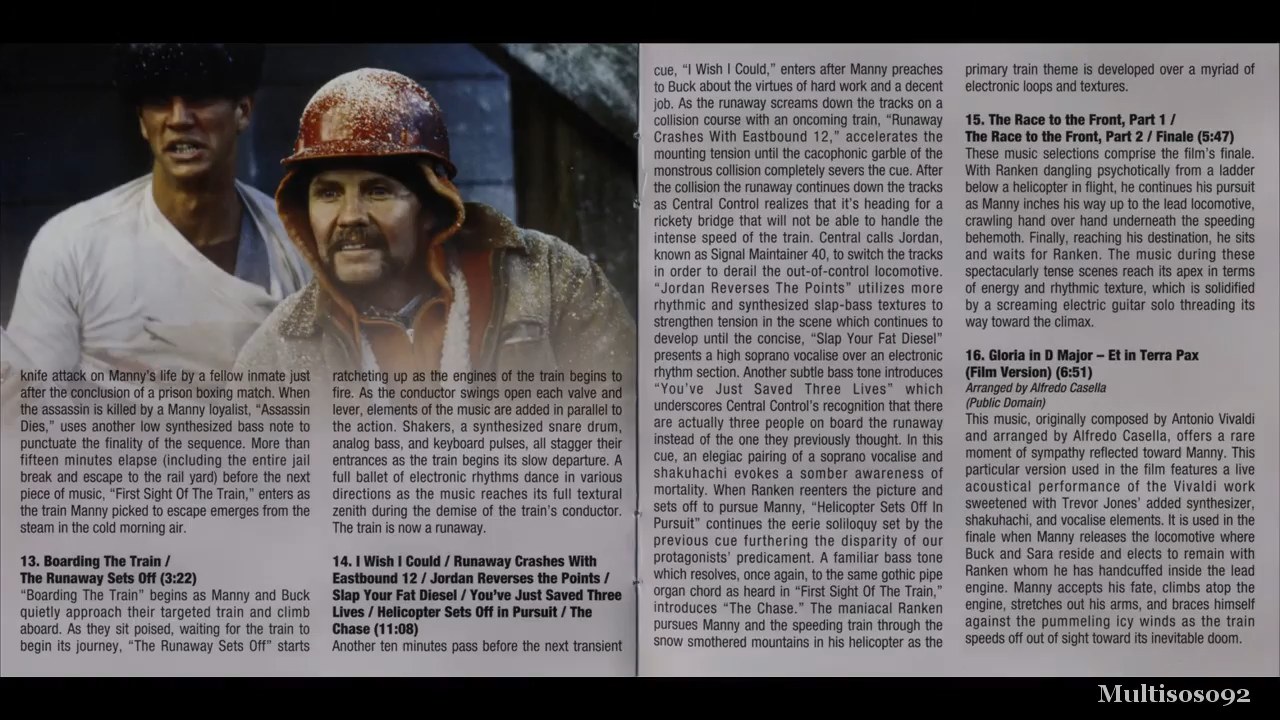 knife attack on Manny's life by a fellow inmate just
after the conclusion of a prison boxing match. When
the assassin is killed by a Manny loyalist, “Assassin
Dies,” uses another low synthesized bass note to
punctuate the finality of the sequence. More than
fifteen minutes elapse (including the entire jail
break and escape to the rail yard) before the next
piece of music, “First Sight Of The Train,” enters as
the train Manny picked to escape emerges from the
steam in the cold morning air.
13. Boarding The Train /
The Runaway Sets Off (3:22)
“Boarding The Train” begins as Manny and Buck
quietly approach their targeted train and climb
aboard. As they sit poised, waiting for the train to
begin its journey, “The Runaway Sets Off” starts
ratcheting up as the engines of the train begins to
fire. As the conductor swings open each valve and
lever, elements of the music are added in parallel to
the action. Shakers, a synthesized snare drum,
analog bass, and keyboard pulses, all stagger their
entrances as the train begins its slow departure. A
full ballet of electronic rhythms dance in various
directions as the music reaches its full textural
zenith during the demise of the train's conductor.
The train is now a runaway.
14. I Wish I Could / Runaway Crashes With
Eastbound 12 / Jordan Reverses the Points /
Slap Your Fat Diesel / You've Just Saved Three
Lives / Helicopter Sets Off in Pursuit / The
Chase (11:08)
Another ten minutes pass before the next transient
cue, “I Wish I Could,” enters after Manny preaches
to Buck about the virtues of hard work and a decent
job. As the runaway screams down the tracks on a
collision course with an oncoming train, “Runaway
Crashes With Eastbound 12,” accelerates the
mounting tension until the cacophonic garble of the
monstrous collision completely severs the cue. After
the collision the runaway continues down the tracks
as Central Control realizes that it's heading for a
rickety bridge that will not be able to handle the
intense speed of the train. Central calls Jordan,
known as Signal Maintainer 40, to switch the tracks
in order to derail the out-of-control locomotive.
“Jordan Reverses The Points” utilizes more
rhythmic and synthesized slap-bass textures to
strengthen tension in the scene which continues to
develop until the concise, “Slap Your Fat Diesel”
presents a high soprano vocalise over an electronic
rhythm section. Another subtle bass tone introduces
“You've Just Saved Three Lives” which
underscores Central Control's recognition that there
are actually three people on board the runaway
instead of the one they previously thought. In this
cue, an elegiac pairing of a soprano vocalise and
shakuhachi evokes a somber awareness of
mortality. When Ranken reenters the picture and
sets off to pursue Manny, “Helicopter Sets Off In
Pursuit” continues the eerie soliloquy set by the
previous cue furthering the disparity of our
protagonists' predicament. A familiar bass tone
which resolves, once again, to the same gothic pipe
organ chord as heard in “First Sight Of The Train,”
introduces “The Chase.” The maniacal Ranken
pursues Manny and the speeding train through the
snow smothered mountains in his helicopter as the
primary train theme is developed over a myriad of
electronic loops and textures.
15. The Race to the Front, Part 1 /
The Race to the Front, Part 2 / Finale (5:47)
These music selections comprise the film's finale.
With Ranken dangling psychotically from a ladder
below a helicopter in flight, he continues his pursuit
as Manny inches his way up to the lead locomotive,
crawling hand over hand underneath the speeding
behemoth. Finally, reaching his destination, he sits
and waits for Ranken. The music during these
spectacularly tense scenes reach its apex in terms
of energy and rhythmic texture, which is solidified
by a screaming electric guitar solo threading its
way toward the climax.
16. Gloria in D Major – Et in Terra Pax
(Film Version) (6:51)
Arranged by Alfredo Casella
(Public Domain)
This music, originally composed by Antonio Vivaldi
and arranged by Alfredo Casella, offers a rare
moment of sympathy reflected toward Manny. This
particular version used in the film features a live
acoustical performance of the Vivaldi work
sweetened with Trevor Jones' added synthesizer,
shakuhachi, and vocalise elements. It is used in the
finale when Manny releases the locomotive where
Buck and Sara reside and elects to remain with
Ranken whom he has handcuffed inside the lead
engine. Manny accepts his fate, climbs atop the
engine, stretches out his arms, and braces himself
against the pummeling icy winds as the train
speeds off out of sight toward its inevitable doom.
Multisoso92